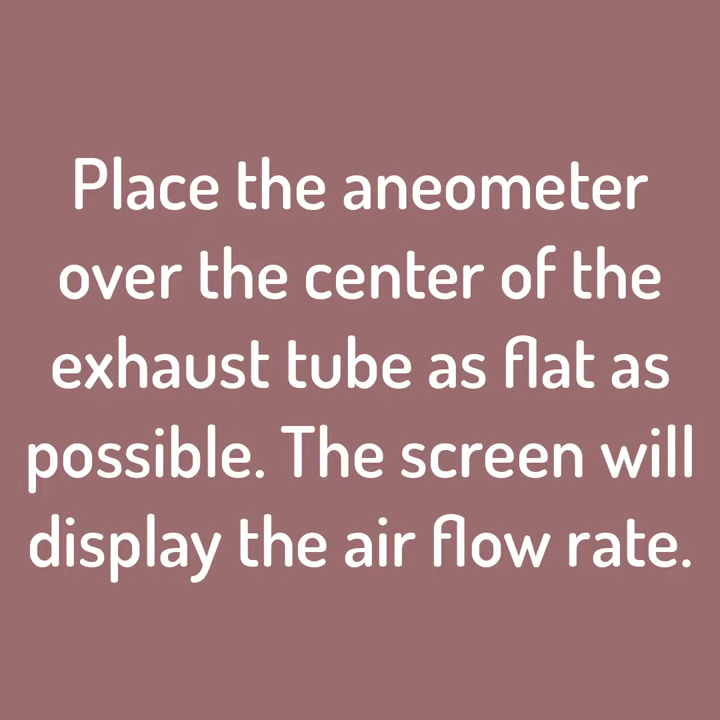 Place the aneometer
over the center of the
exhaust tube as flat as
possible. The screen will
display the air flow rate.